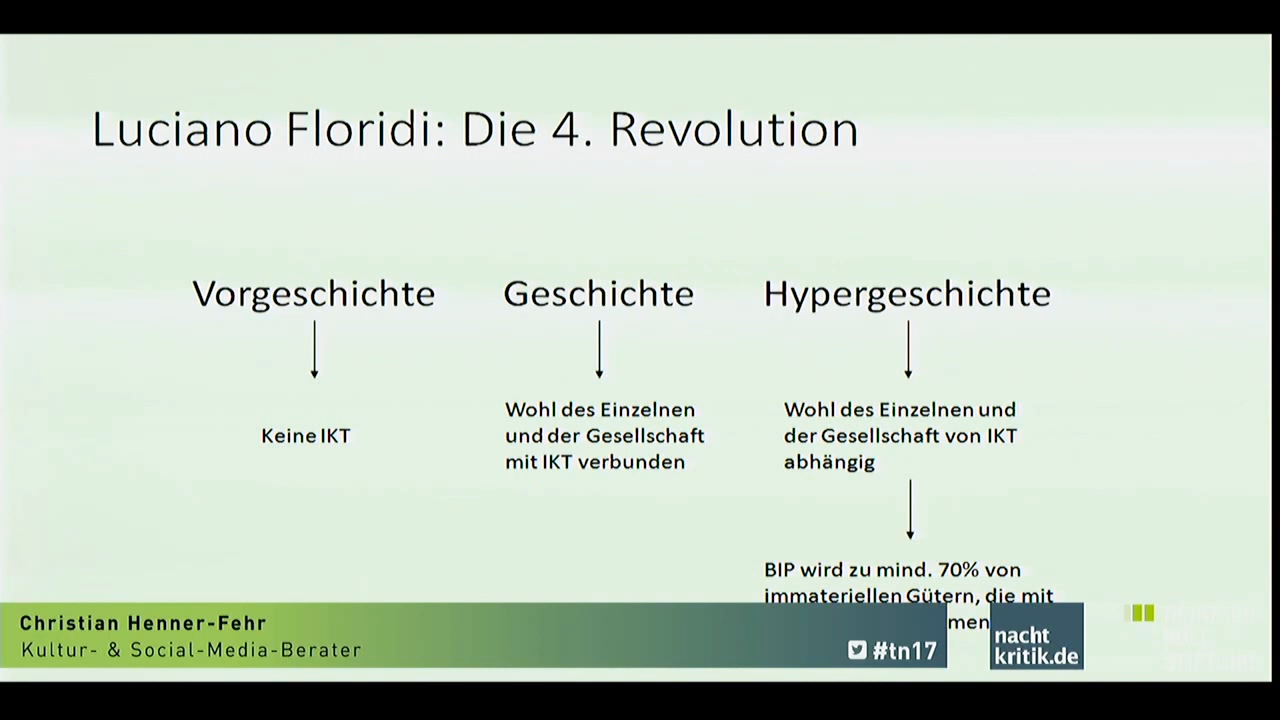 Luciano Floridi: Die 4. Revolution
Vorgeschichte
Geschichte
Hypergeschichte
Keine IKT
Wohl des Einzelnen
und der Gesellschaft
mit IKT verbunden
Wohl des Einzelnen und
der Gesellschaft von IKT
abhängig
BIP wird zu mind. 70% von
immateriellen Gütern, die mit
Christian Henner-Fehr
Kultur- & Social-Media-Berater
#tn17
nacht
kritik.de